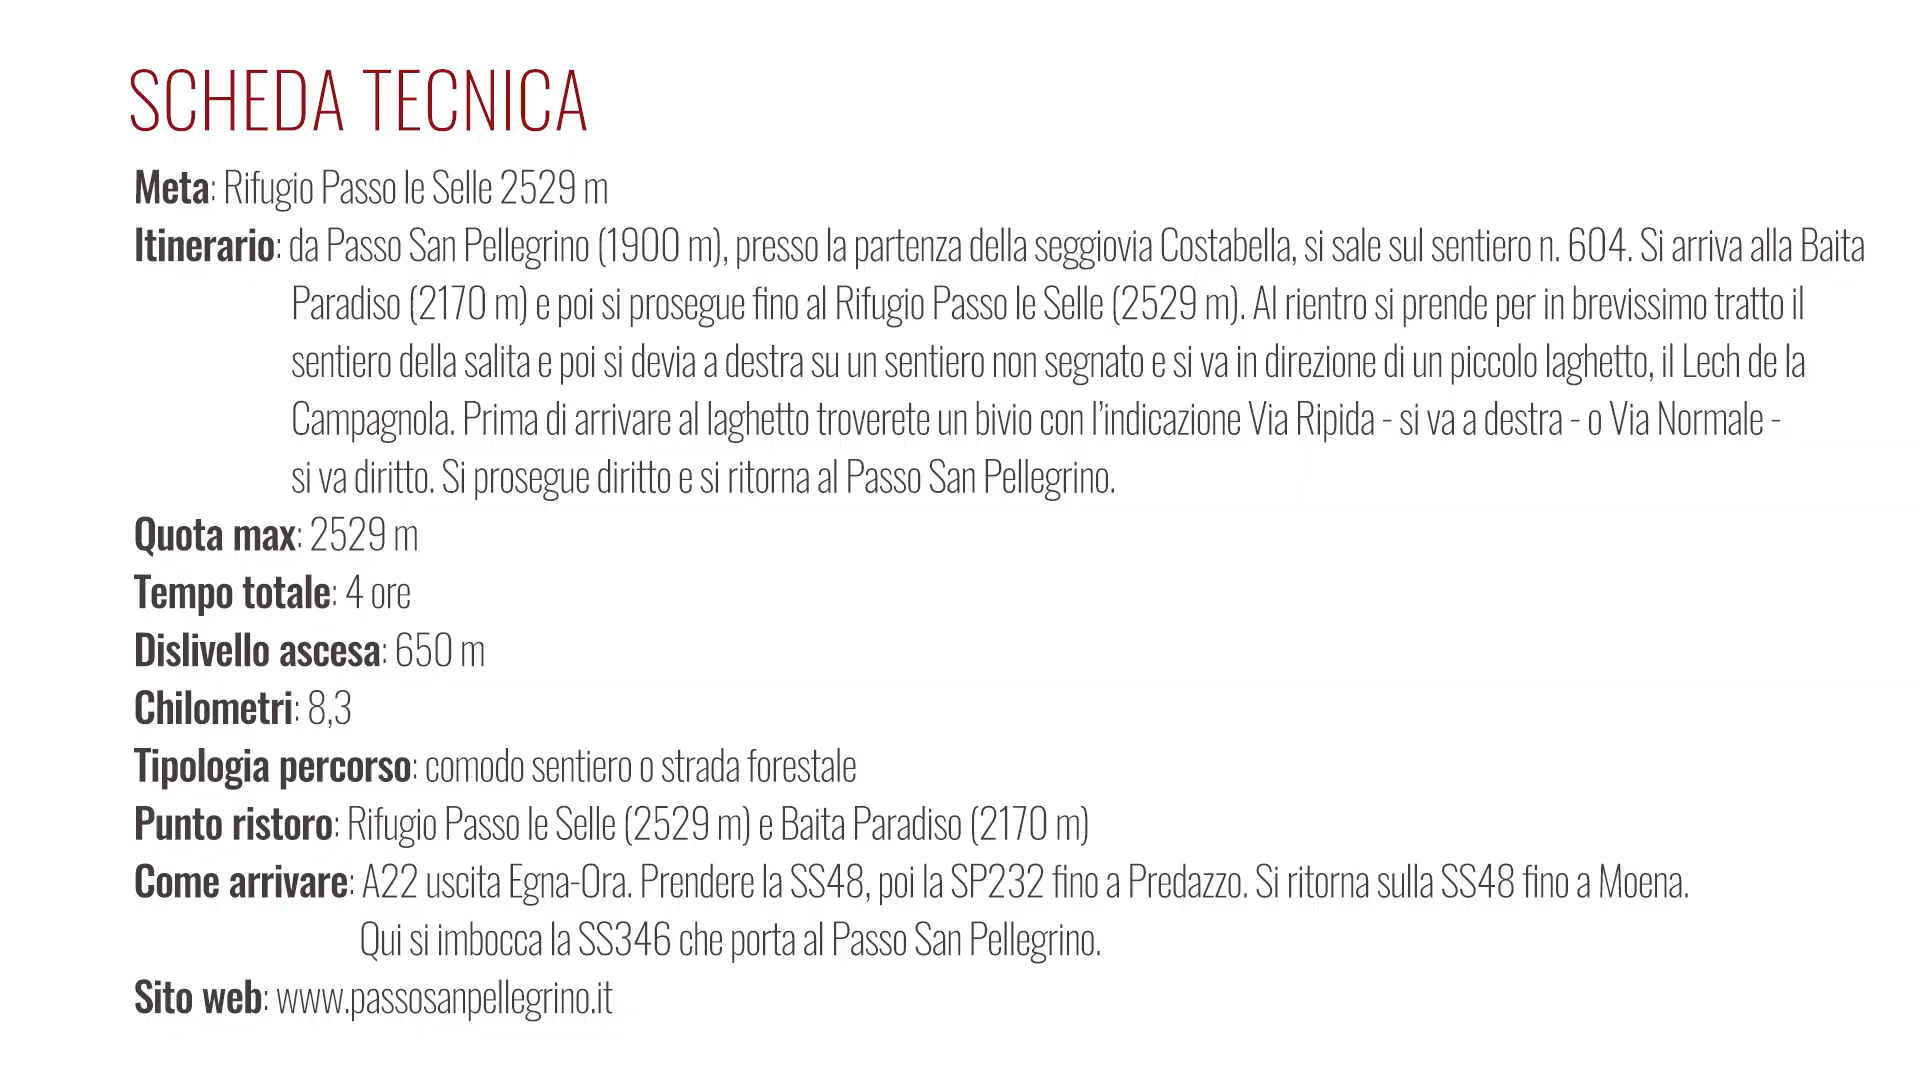 SCHEDA TECNICA
Meta: Rifugio Passo le Selle 2529 m
Itinerario: da Passo San Pellegrino (1900 m), presso la partenza della seggiovia Costabella, si sale sul sentiero n. 604. Si arriva alla Baita
Paradiso (2170 m) e poi si prosegue fino al Rifugio Passo le Selle (2529 m). Al rientro si prende per in brevissimo tratto il
sentiero della salita e poi si devia a destra su un sentiero non segnato e si va in direzione di un piccolo laghetto, il Lech de la
Campagnola. Prima di arrivare al laghetto troverete un bivio con l'indicazione Via Ripida - si va a destra - o Via Normale -
si va diritto. Si prosegue diritto e si ritorna al Passo San Pellegrino.
Quota max: 2529 m
Tempo totale: 4 ore
Dislivello ascesa: 650 m
Chilometri: 8,3
Tipologia percorso: comodo sentiero o strada forestale
Punto ristoro: Rifugio Passo le Selle (2529 m) e Baita Paradiso (2170 m)
Come arrivare: A22 uscita Egna-Ora. Prendere la SS48, poi la SP232 fino a Predazzo. Si ritorna sulla SS48 fino a Moena.
Qui si imbocca la SS346 che porta al Passo San Pellegrino.
Sito web: www.passosanpellegrino.it